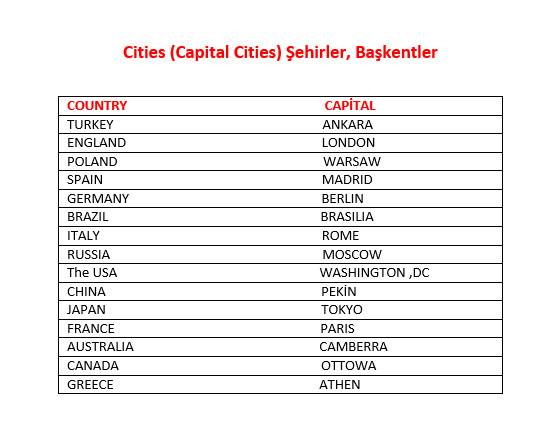 Cities (Capital Cities) Şehirler, Başkentler
COUNTRY CAPİTAL
TURKEY ANKARA
ENGLAND LONDON
POLAND WARSAW
SPAIN MADRID
GERMANY BERLIN
BRAZIL BRASILIA
ITALY ROME
RUSSIA MOSCOW
The USA WASHINGTON ,DC
CHINA PEKİN
JAPAN TOKYO
FRANCE PARIS
AUSTRALIA CAMBERRA
CANADA OTTOWA
GREECE ATHEN